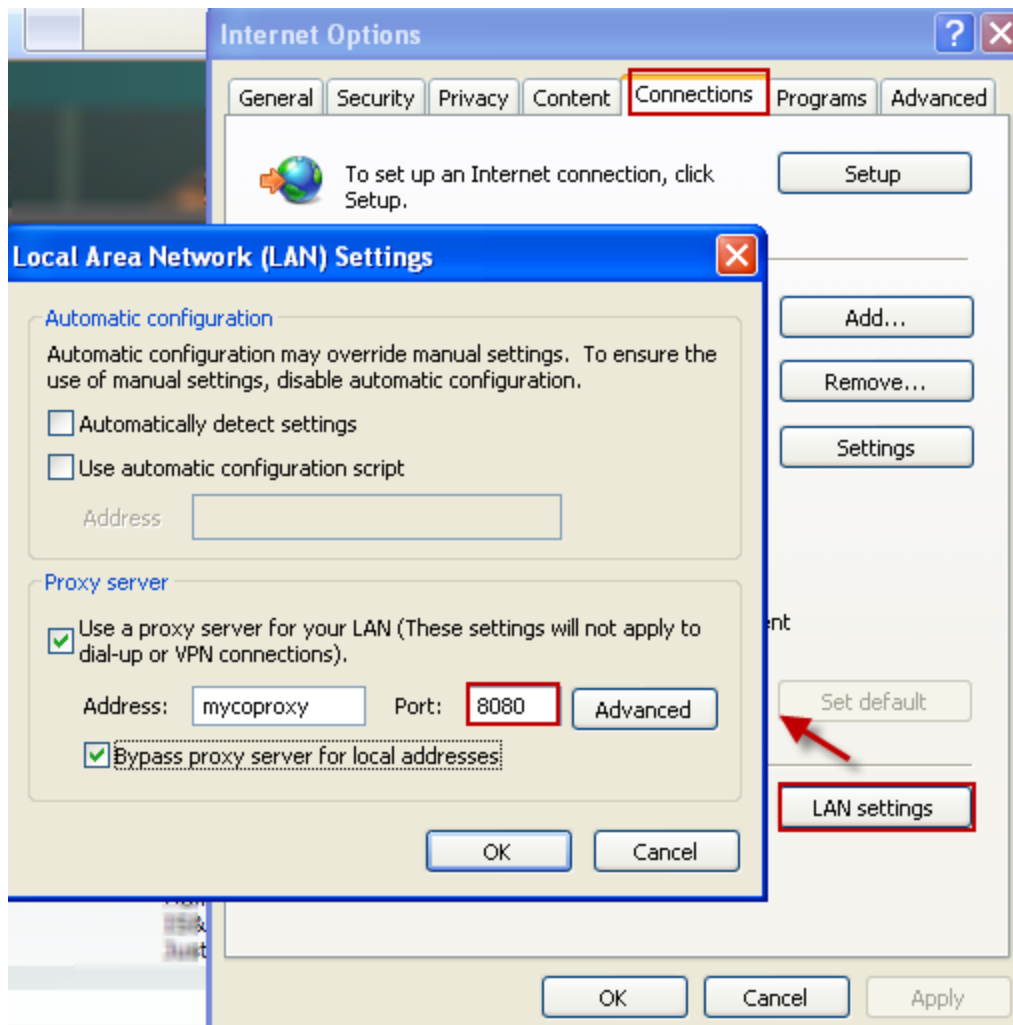 Internet Options
General Security Privacy Content Connections Programs Advanced
To set up an Internet connection, click
Setup.
Setup
Local Area Network (LAN) Settings
Automatic configuration
Automatic configuration may override manual settings. To ensure the
use of manual settings, disable automatic configuration.
Automatically detect settings
Use automatic configuration script
Address
Proxy server
Use a proxy server for your LAN (These settings will not apply to
dial-up or VPN connections).
Address: mycoproxy Port: 8080 Advanced
Bypass proxy server for local addresses
OK Cancel
Add...
Remove...
Settings
Set default
LAN settings
OK Cancel Apply